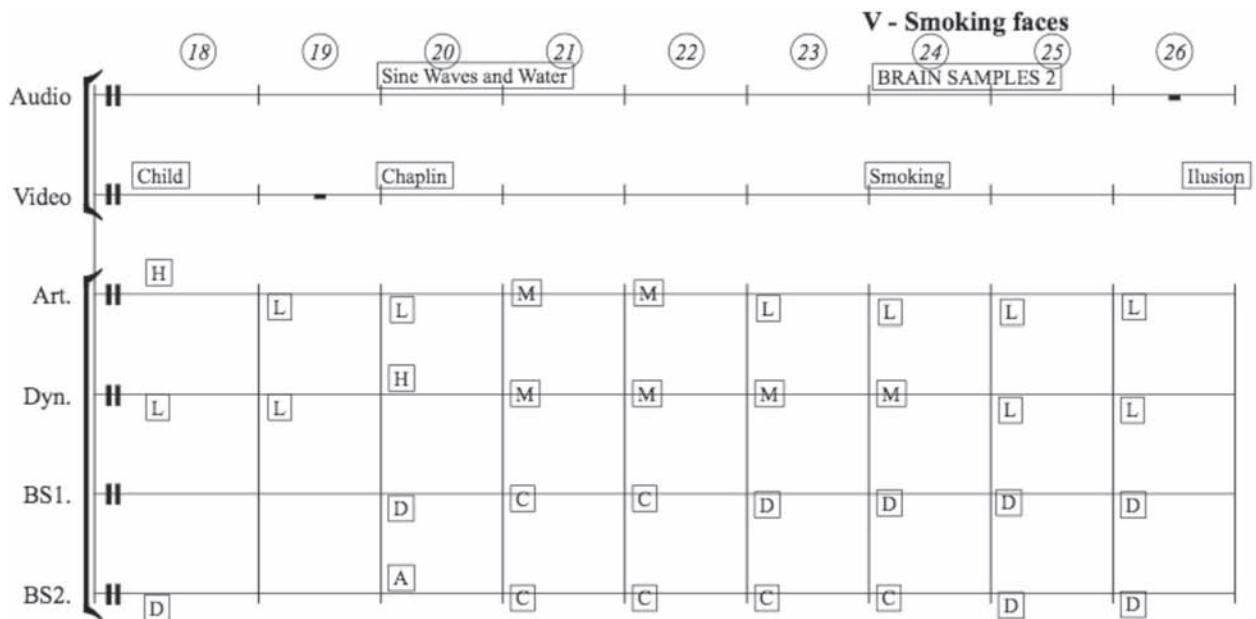 V - Smoking faces
18 19 20 21 22 23 24 25 26
Sine Waves and Water BRAIN SAMPLES 2
Audio
Child Chaplin Smoking Ilusion
Video
H
Art. L L M M L L L L
H
Dyn. L L M M M M L L
BS1. D C C D D D D
A
BS2. D C C C C D D